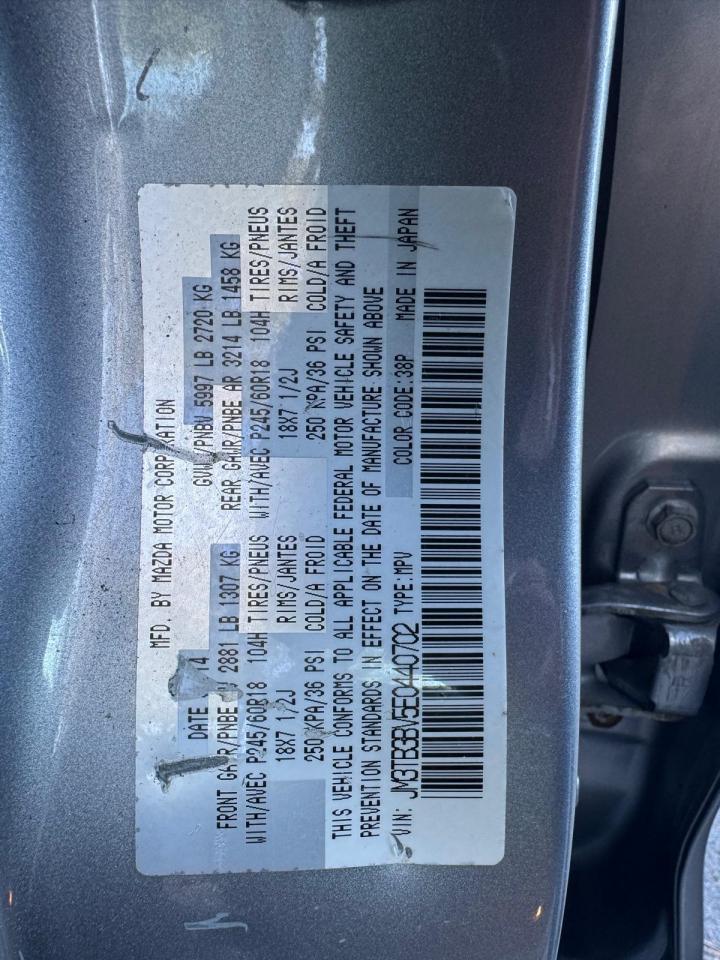 MFD. BY MAZDA MOTOR CORPORATION
DATE 14 GVWR/PNBV 5997 LB 2720 KG
FRONT GAWR/PNBE 2881 LB 1307 KG REAR GAWR/PNBE AR 3214 LB 1458 KG
WITH/AVEC P245/60R18 104H TIRES/PNEUS WITH/AVEC P245/60R18 104H TIRES/PNEUS
18X7 1/2J RIMS/JANTES 18X7 1/2J RIMS/JANTES
250 KPA/36 PSI COLD/A FROID 250 KPA/36 PSI COLD/A FROID
THIS VEHICLE CONFORMS TO ALL APPLICABLE FEDERAL MOTOR VEHICLE SAFETY AND THEFT
PREVENTION STANDARDS IN EFFECT ON THE DATE OF MANUFACTURE SHOWN ABOVE
VIN: JM3TB3BV5E0440702 TYPE:MPV COLOR CODE:38P MADE IN JAPAN